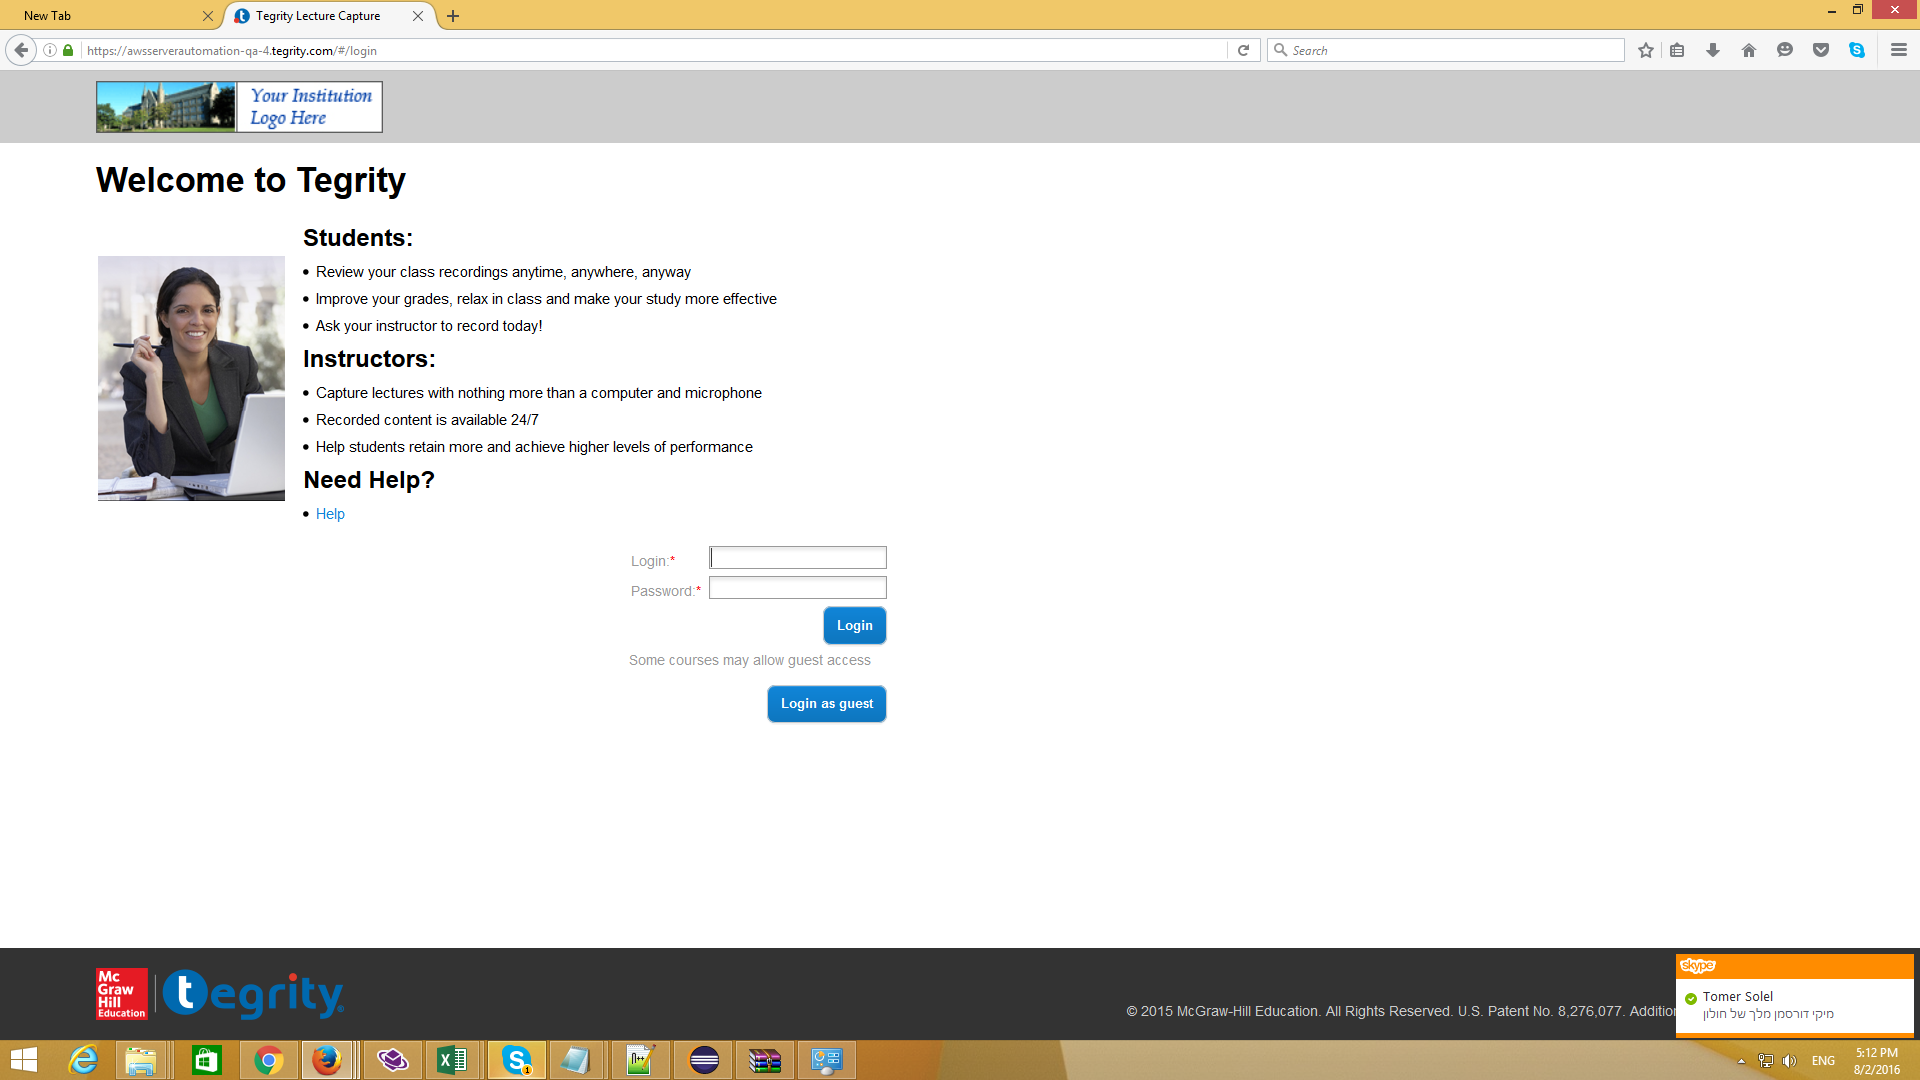 New Tab
Tegrity Lecture Capture
https://awsserverautomation-qa-4.tegrity.com/#/login
Search
Your Institution
Logo Here
Welcome to Tegrity
Students:
Review your class recordings anytime, anywhere, anyway
Improve your grades, relax in class and make your study more effective
Ask your instructor to record today!
Instructors:
Capture lectures with nothing more than a computer and microphone
Recorded content is available 24/7
Help students retain more and achieve higher levels of performance
Need Help?
Help
Login:*
Password:*
Login
Some courses may allow guest access
Login as guest
Mc
Graw
Hill
Education
tegrity
© 2015 McGraw-Hill Education. All Rights Reserved. U.S. Patent No. 8,276,077. Addition
skype
Tomer Solel
מיקי דורסמן מלך של חולון
ENG
5:12 PM
8/2/2016